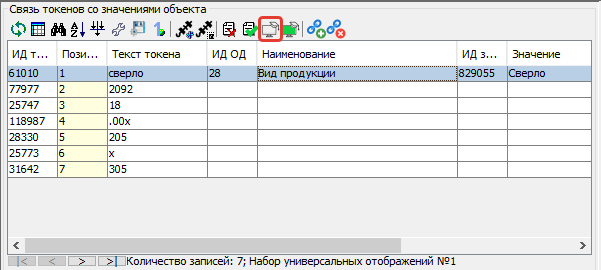 Связь токенов со значениями объекта
ИД т... Пози... Текст токена ИД ОД Наименование ИД з... Значение
61010 1 сверло 28 Вид продукции 829055 Сверло
77977 2 2092
25747 3 18
118987 4 .00x
28330 5 205
25773 6 x
31642 7 305
|< < > >| Количество записей: 7; Набор универсальных отображений №1